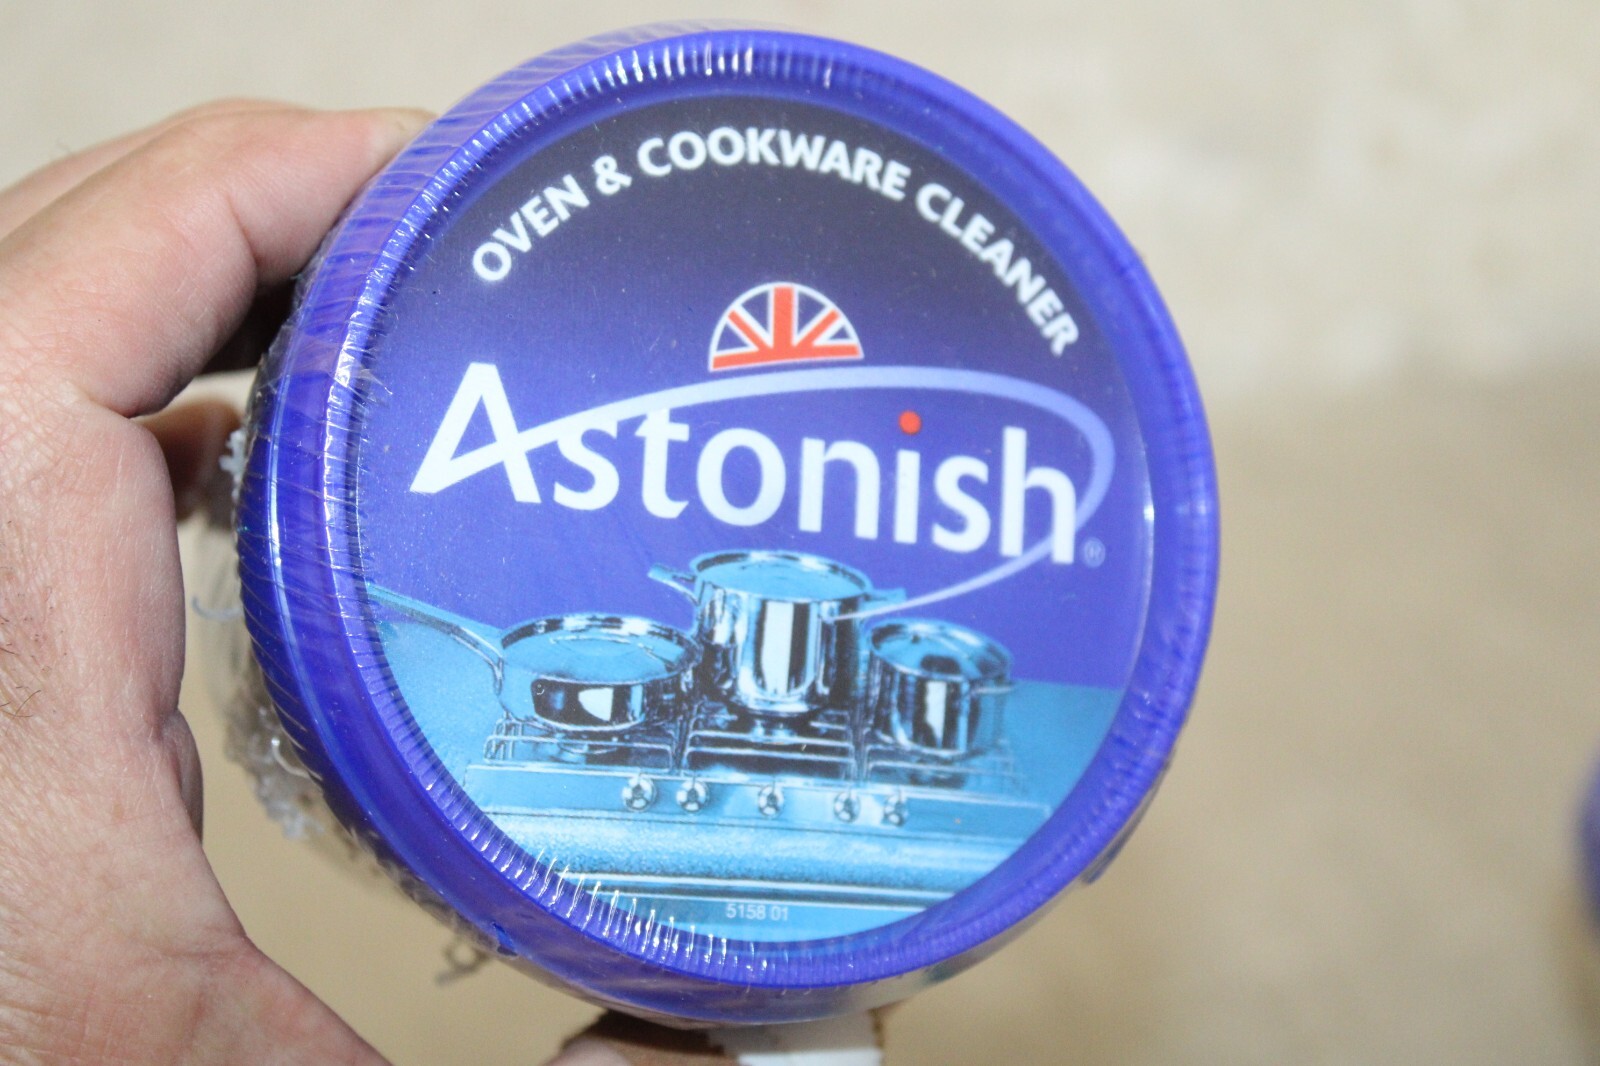 OVEN & COOKWARE CLEANER
Astonish®
5158 01